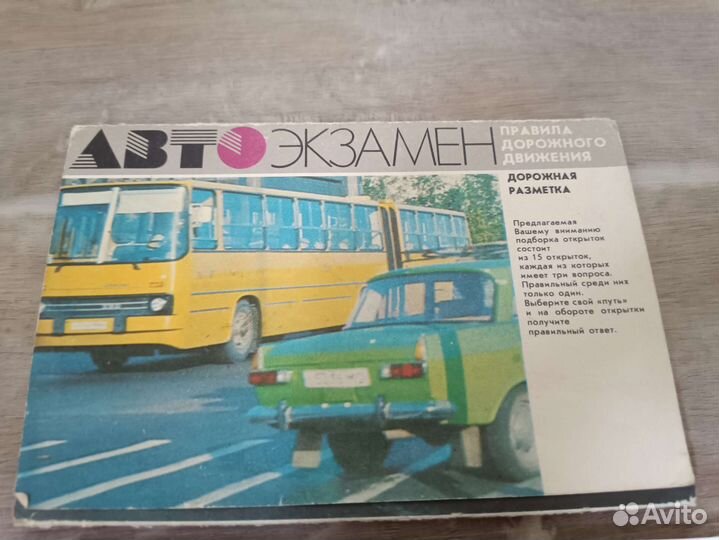 АВТОЭКЗАМЕН
ПРАВИЛА
ДОРОЖНОГО
ДВИЖЕНИЯ
ДОРОЖНАЯ
РАЗМЕТКА
Предлагаемая
Вашему вниманию
подборка открыток
состоит
из 15 открыток,
каждая из которых
имеет три вопроса.
Правильный среди них
только один.
Выберите свой «путь»
и на обороте открытки
получите
правильный ответ.
Avito